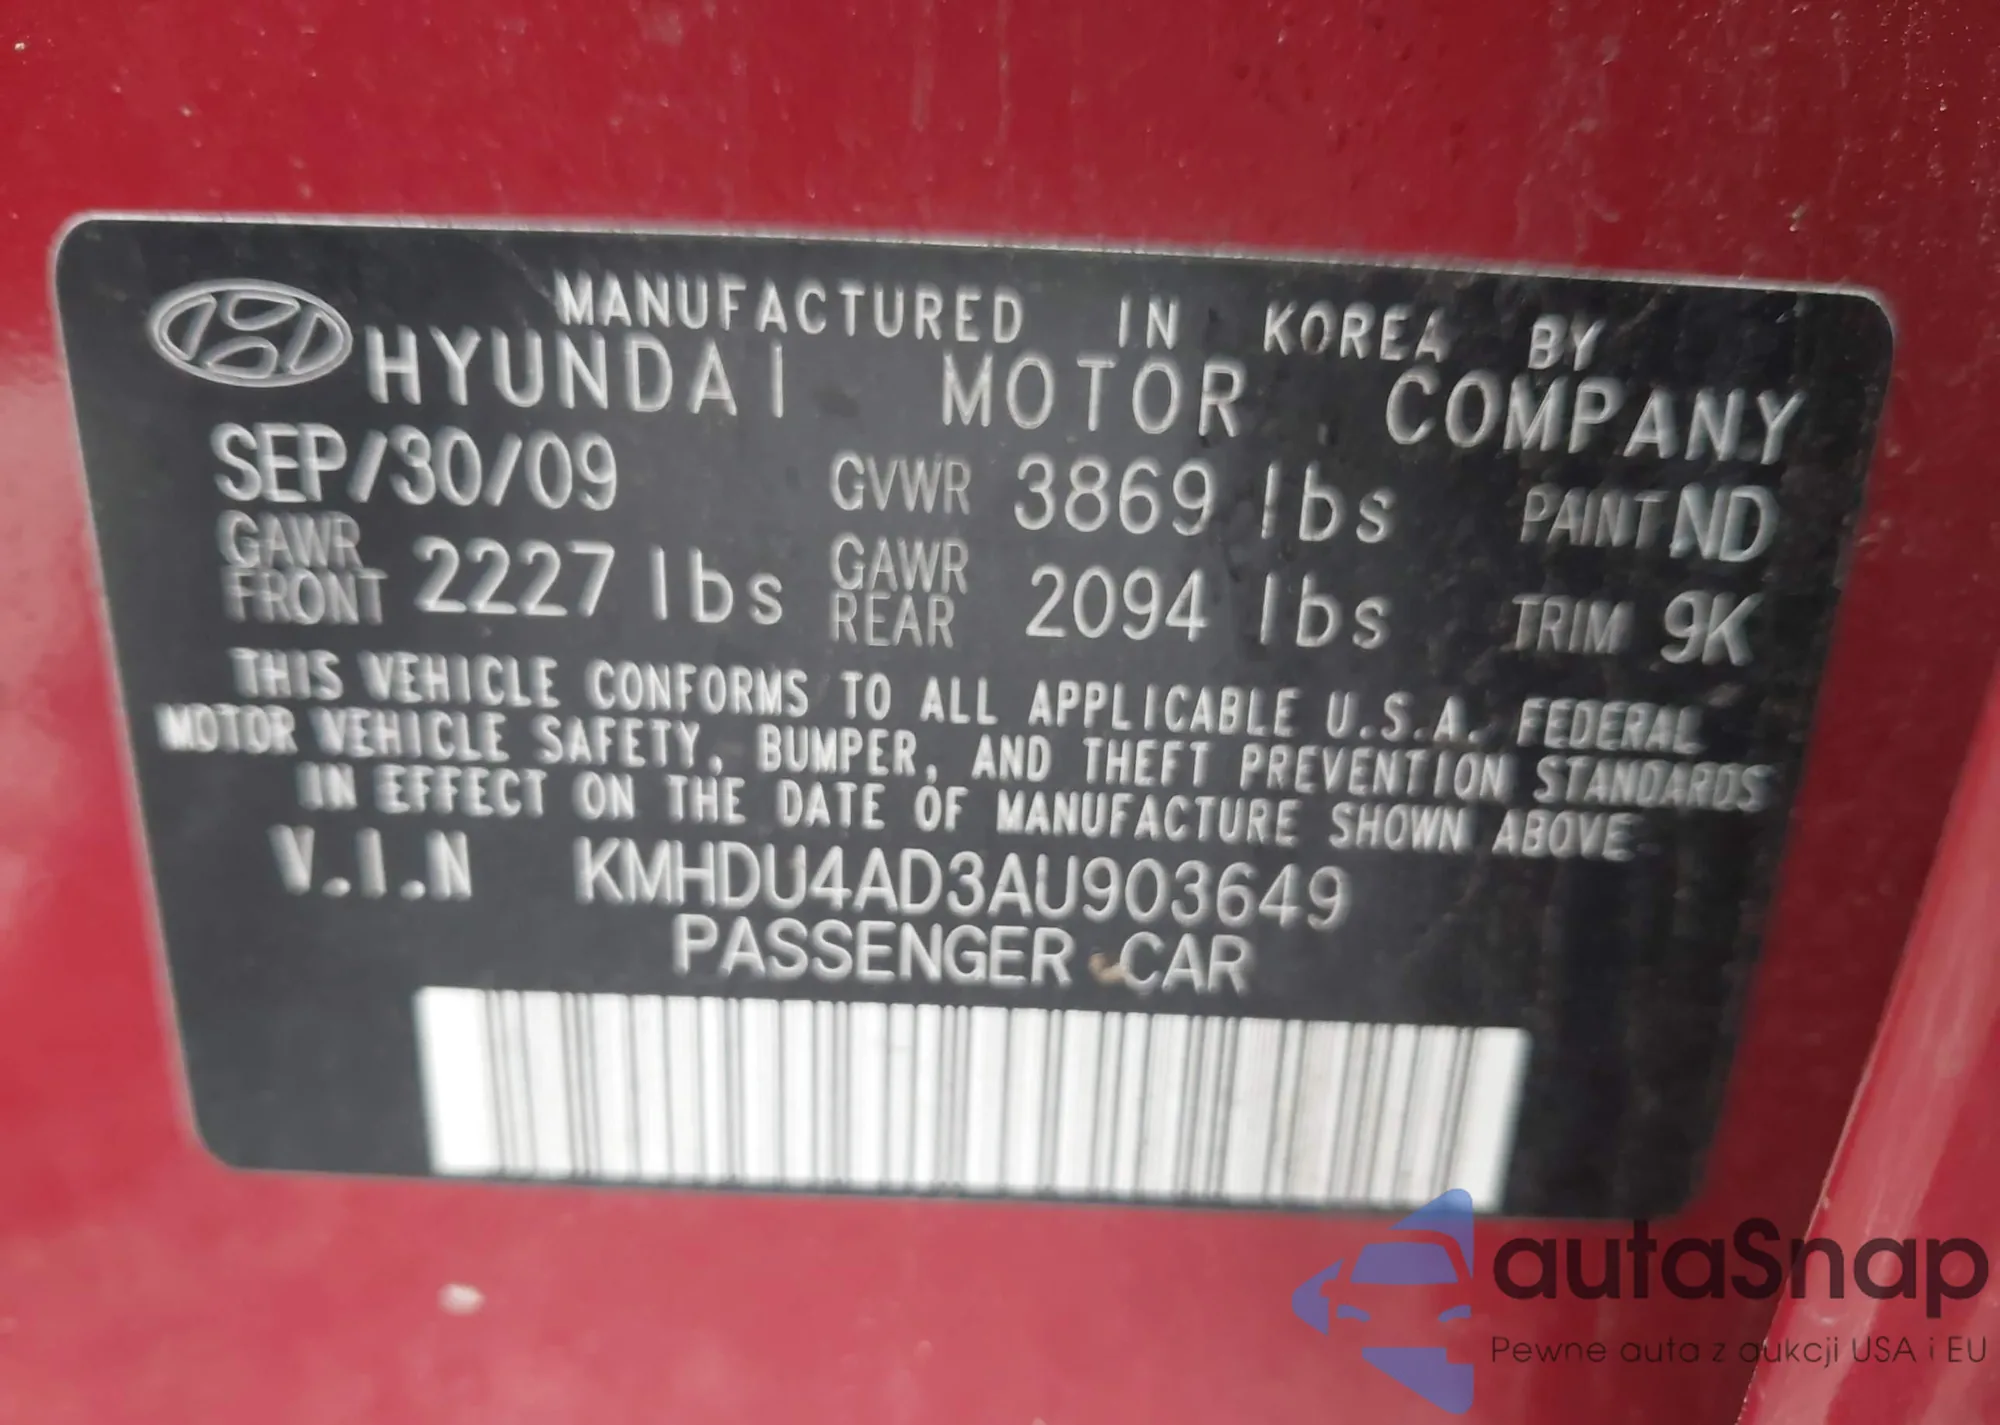 MANUFACTURED IN KOREA BY
HYUNDAI MOTOR COMPANY
SEP/30/09 GVWR 3869 lbs PAINT ND
GAWR FRONT 2227 lbs GAWR REAR 2094 lbs TRIM 9K
THIS VEHICLE CONFORMS TO ALL APPLICABLE U.S.A. FEDERAL
MOTOR VEHICLE SAFETY, BUMPER, AND THEFT PREVENTION STANDARDS
IN EFFECT ON THE DATE OF MANUFACTURE SHOWN ABOVE
V.I.N KMHDU4AD3AU903649
PASSENGER CAR
autaSnap
Pewne auta z aukcji USA i EU